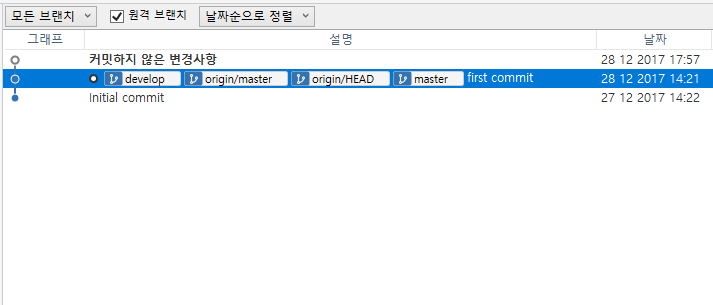 모든 브랜치 원격 브랜치 날짜순으로 정렬
그래프 설명 날짜
커밋하지 않은 변경사항 28 12 2017 17:57
develop origin/master origin/HEAD master first commit 28 12 2017 14:21
Initial commit 27 12 2017 14:22